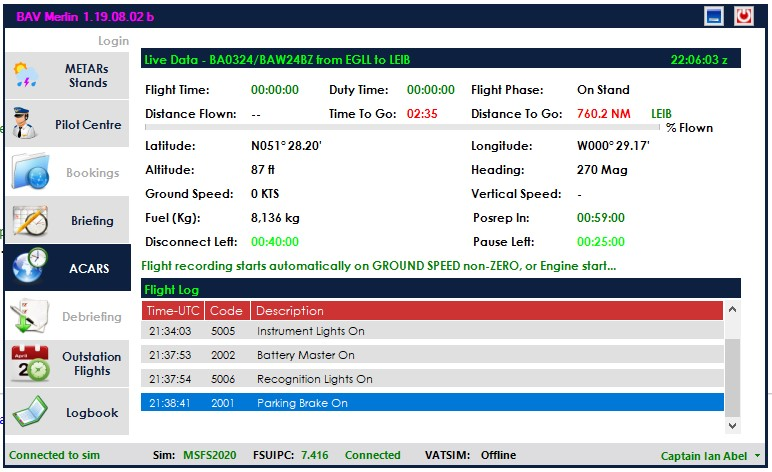 BAV Merlin 1.19.08.02 b
Login
METARs
Stands
Pilot Centre
Bookings
Briefing
ACARS
Debriefing
Outstation
Flights
Logbook
Live Data - BA0324/BAW24BZ from EGLL to LEIB 22:06:03 z
Flight Time: 00:00:00 Duty Time: 00:00:00 Flight Phase: On Stand
Distance Flown: -- Time To Go: 02:35 Distance To Go: 760.2 NM LEIB
% Flown
Latitude: N051° 28.20' Longitude: W000° 29.17'
Altitude: 87 ft Heading: 270 Mag
Ground Speed: 0 KTS Vertical Speed: -
Fuel (Kg): 8,136 kg Posrep In: 00:59:00
Disconnect Left: 00:40:00 Pause Left: 00:25:00
Flight recording starts automatically on GROUND SPEED non-ZERO, or Engine start...
Flight Log
Time-UTC Code Description
21:34:03 5005 Instrument Lights On
21:37:53 2002 Battery Master On
21:37:54 5006 Recognition Lights On
21:38:41 2001 Parking Brake On
Connected to sim Sim: MSFS2020 FSUIPC: 7.416 Connected VATSIM: Offline Captain Ian Abel